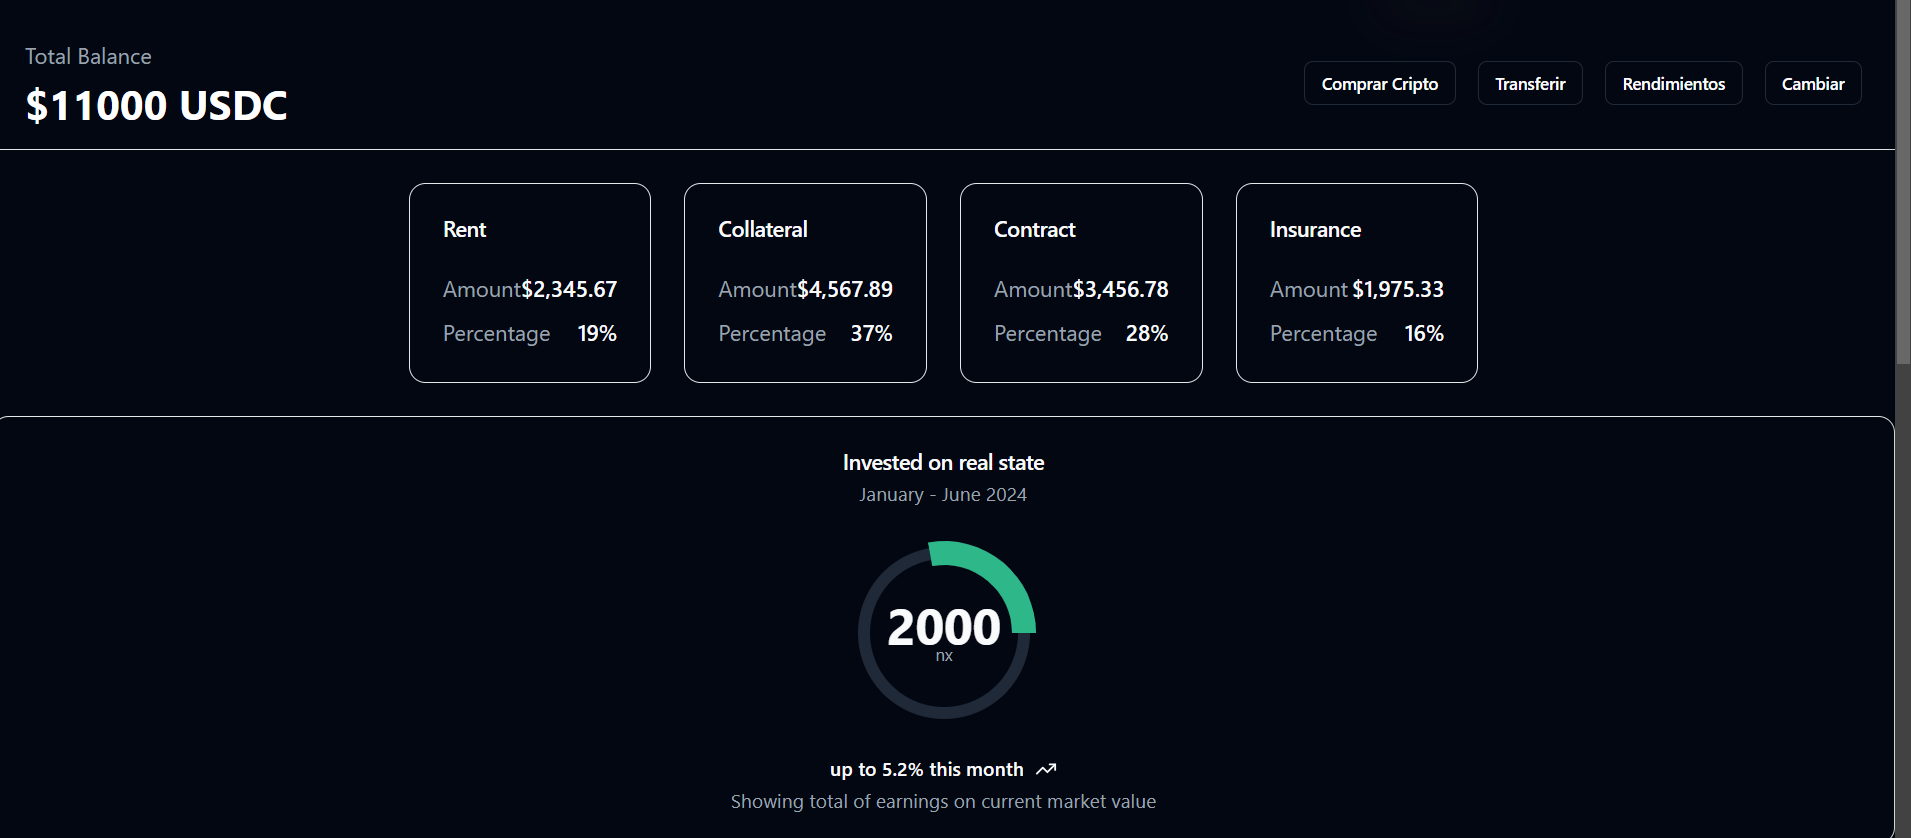 Total Balance
$11000 USDC
Comprar Cripto
Transferir
Rendimientos
Cambiar
Rent
Amount$2,345.67
Percentage 19%
Collateral
Amount$4,567.89
Percentage 37%
Contract
Amount$3,456.78
Percentage 28%
Insurance
Amount $1,975.33
Percentage 16%
Invested on real state
January - June 2024
2000
nx
up to 5.2% this month
Showing total of earnings on current market value